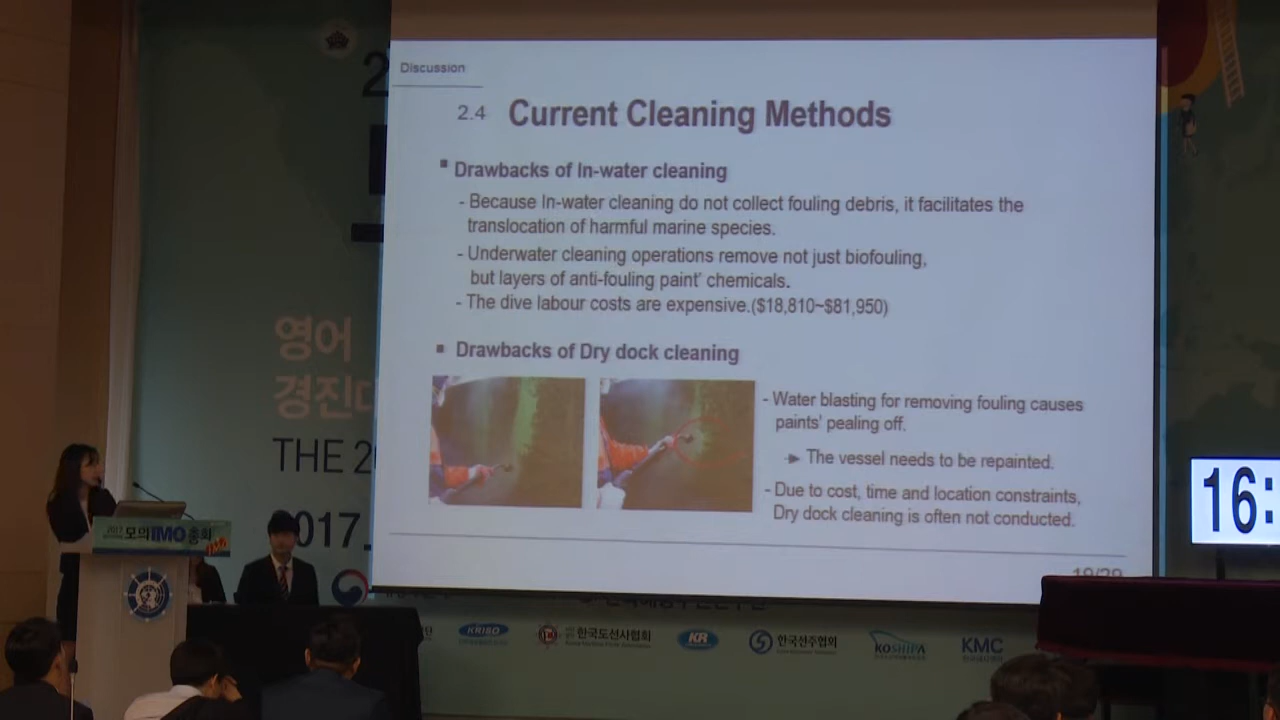 Discussion
2.4 Current Cleaning Methods
Drawbacks of In-water cleaning
- Because In-water cleaning do not collect fouling debris, it facilitates the
translocation of harmful marine species.
- Underwater cleaning operations remove not just biofouling,
but layers of anti-fouling paint' chemicals.
- The dive labour costs are expensive.($18,810~$81,950)
Drawbacks of Dry dock cleaning
- Water blasting for removing fouling causes
paints' pealing off.
The vessel needs to be repainted.
- Due to cost, time and location constraints,
Dry dock cleaning is often not conducted.
영어
경진대
THE 2
2017.
16:
2017
모의IMO총회
KRISO
한국도선사협회
KR
한국선주협회
KOSHIPA
KMC